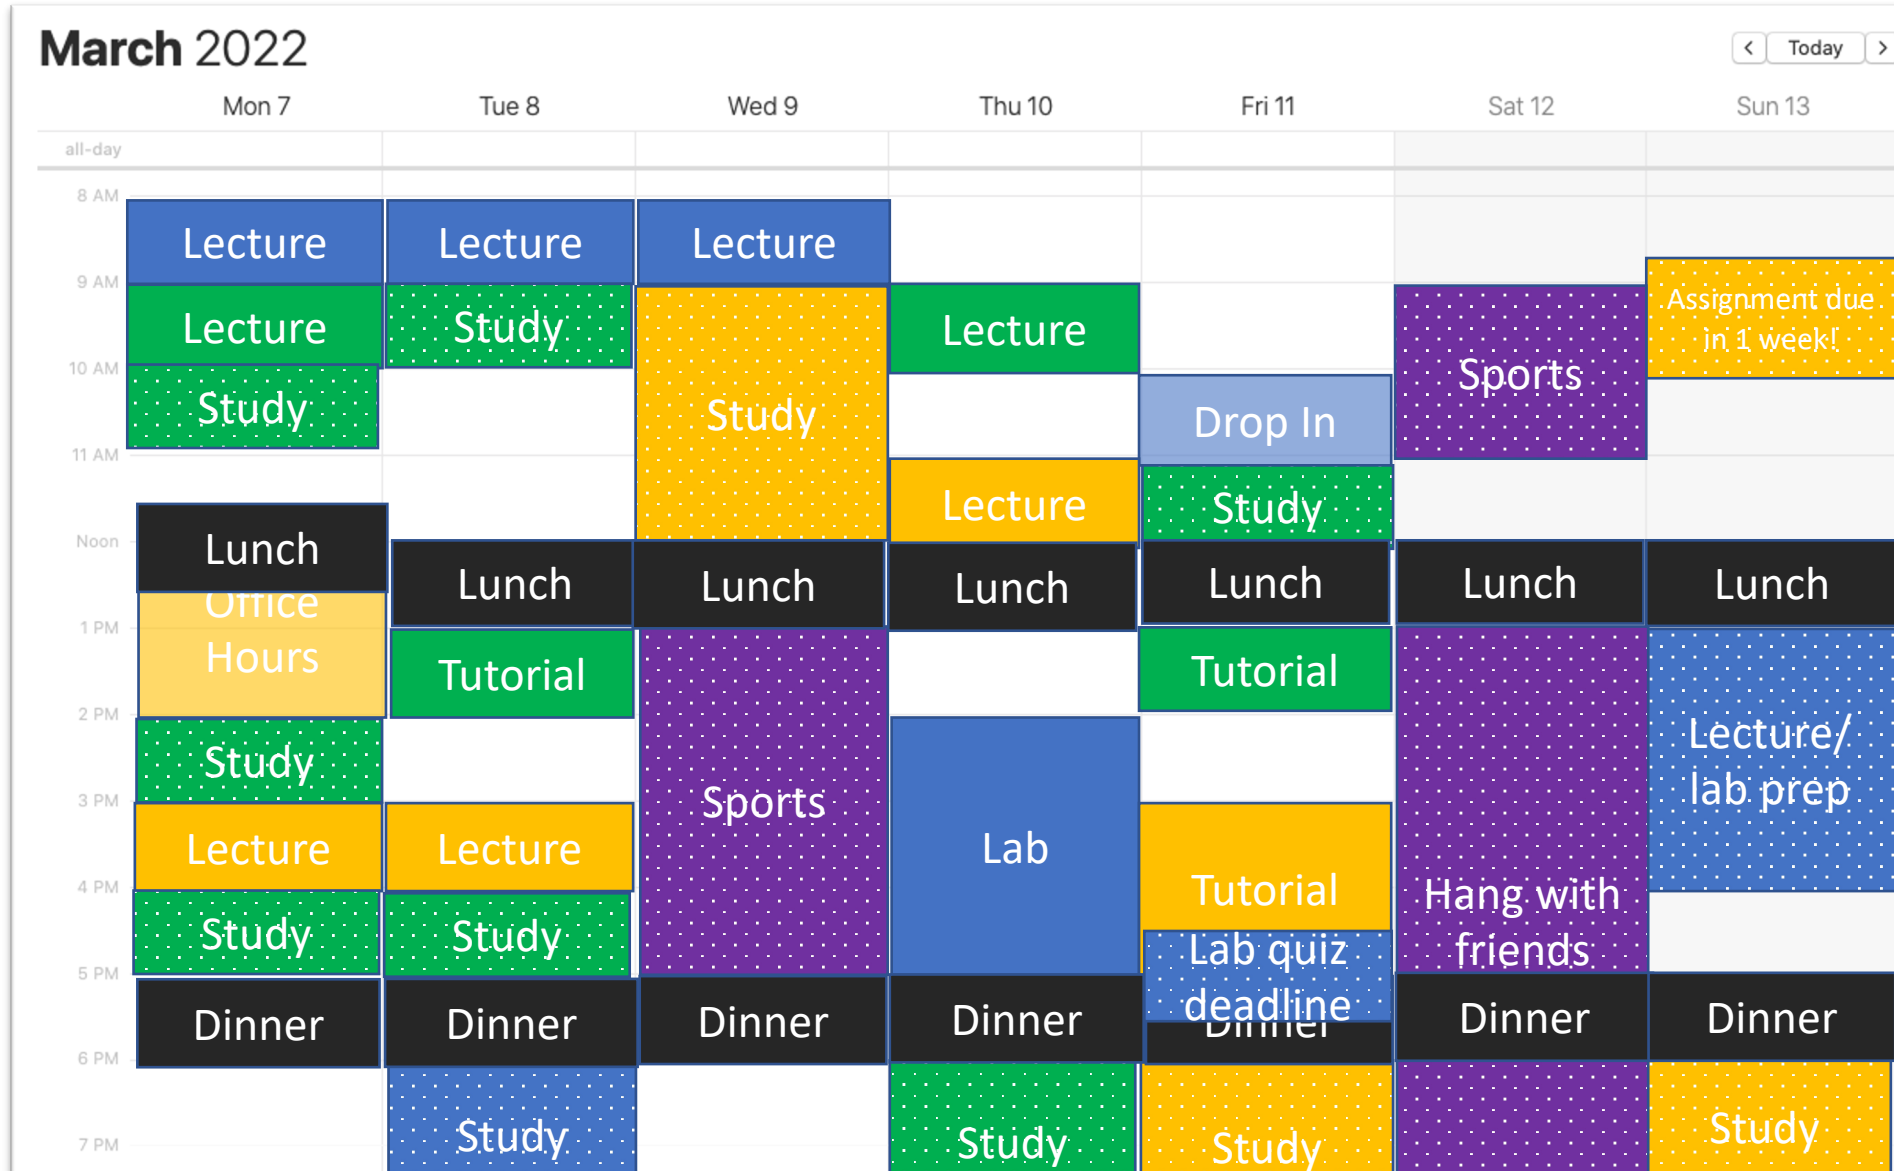 March 2022
Today
Mon 7
Tue 8
Wed 9
Thu 10
Fri 11
Sat 12
Sun 13
all-day
8 AM
Lecture
Lecture
Lecture
9 AM
Lecture
Study
Lecture
Assignment due
in 1 week!
10 AM
Study
Study
Drop In
Sports
11 AM
Lecture
Study
Noon
Lunch
Lunch
Lunch
Lunch
Lunch
Lunch
Lunch
Office
Hours
1 PM
Tutorial
Tutorial
2 PM
Study
Lecture/
lab prep
3 PM
Lecture
Lecture
Sports
Lab
Tutorial
4 PM
Study
Study
Lab quiz
deadline
Hang with
friends
5 PM
Dinner
Dinner
Dinner
Dinner
Dinner
Dinner
Dinner
6 PM
Study
Study
Study
Study
7 PM